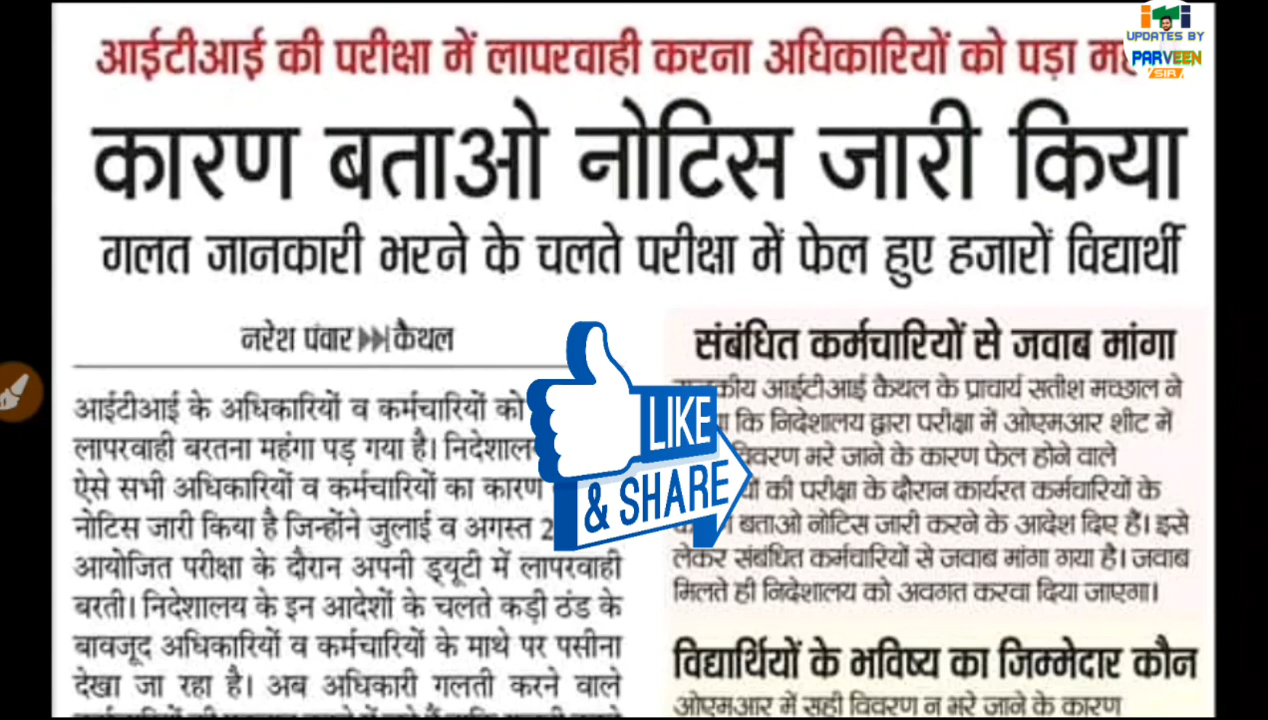 आईटीआई की परीक्षा में लापरवाही करना अधिकारियों को पड़ा
iTi
UPDATES BY
PARVEEN
SIR
कारण बताओ नोटिस जारी किया
गलत जानकारी भरने के चलते परीक्षा में फेल हुए हजारों विद्यार्थी
नरेश पंवार कैथल
आईटीआई के अधिकारियों व कर्मचारियों को
लापरवाही बरतना महंगा पड़ गया है।
ऐसे सभी अधिकारियों व कर्मचारियों का कारण
नोटिस जारी किया है जिन्होंने जुलाई व अगस्त
आयोजित परीक्षा के दौरान अपनी ड्यूटी में लापरवाही
बरती। निदेशालय के इन आदेशों के चलते कड़ी ठंड के
बावजूद अधिकारियों व कर्मचारियों के माथे पर पसीना
देखा जा रहा है। अब अधिकारी गलती करने वाले
LIKE
& SHARE
संबंधित कर्मचारियों से जवाब मांगा
आईटीआई कैथल के प्राचार्य सतीश मच्छाल ने
कि निदेशालय द्वारा परीक्षा में ओएमआर शीट में
विवरण भरे जाने के कारण फेल होने वाले
की परीक्षा के दौरान कार्यरत कर्मचारियों के
बताओ नोटिस जारी करने के आदेश दिए हैं। इसे
लेकर संबंधित कर्मचारियों से जवाब मांगा गया है। जवाब
मिलते ही निदेशालय को अवगत करवा दिया जाएगा।
विद्यार्थियों के भविष्य का जिम्मेदार कौन
ओएमआर में सही विवरण न भरे जाने के कारण